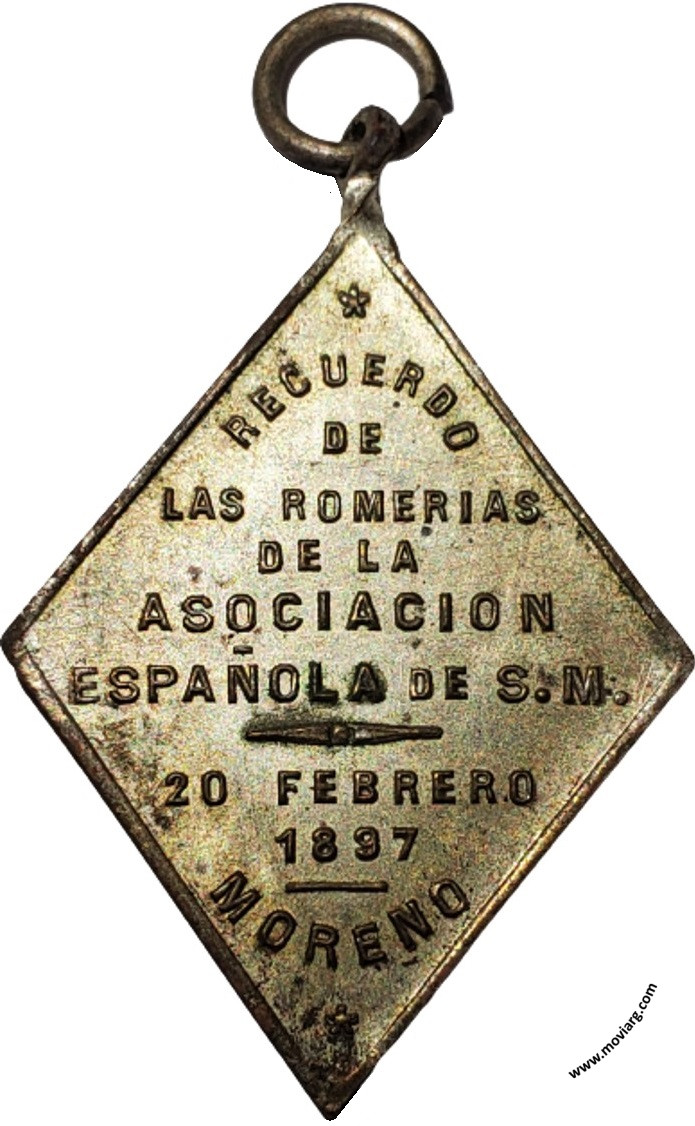 RECUERDO
DE
LAS ROMERIAS
DE LA
ASOCIACION
ESPAÑOLA DE S.M.
20 FEBRERO
1897
MORENO
www.moviarg.com